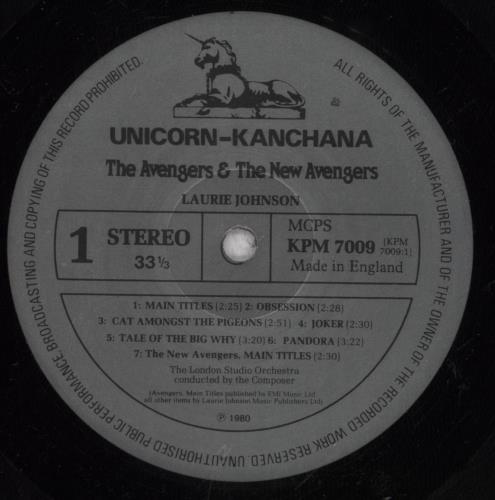 UNICORN-KANCHANA
The Avengers & The New Avengers
LAURIE JOHNSON
1 STEREO
33 1/3
MCPS
KPM 7009 (KPM 7009:1)
Made in England
1: MAIN TITLES (2:25) 2: OBSESSION (2:28)
3: CAT AMONGST THE PIGEONS (2:51) 4: JOKER (2:30)
5: TALE OF THE BIG WHY (3:20) 6: PANDORA (3:22)
7: The New Avengers, MAIN TITLES (2:30)
The London Studio Orchestra
conducted by the Composer
(Avengers, Main Titles published by EMI Music Ltd
all other items by Laurie Johnson Music Publishers Ltd)
℗ 1980
ALL RIGHTS OF THE MANUFACTURER AND OF THE OWNER OF THE RECORDED WORK RESERVED. UNAUTHORISED PUBLIC PERFORMANCE BROADCASTING AND COPYING OF THIS RECORD PROHIBITED.